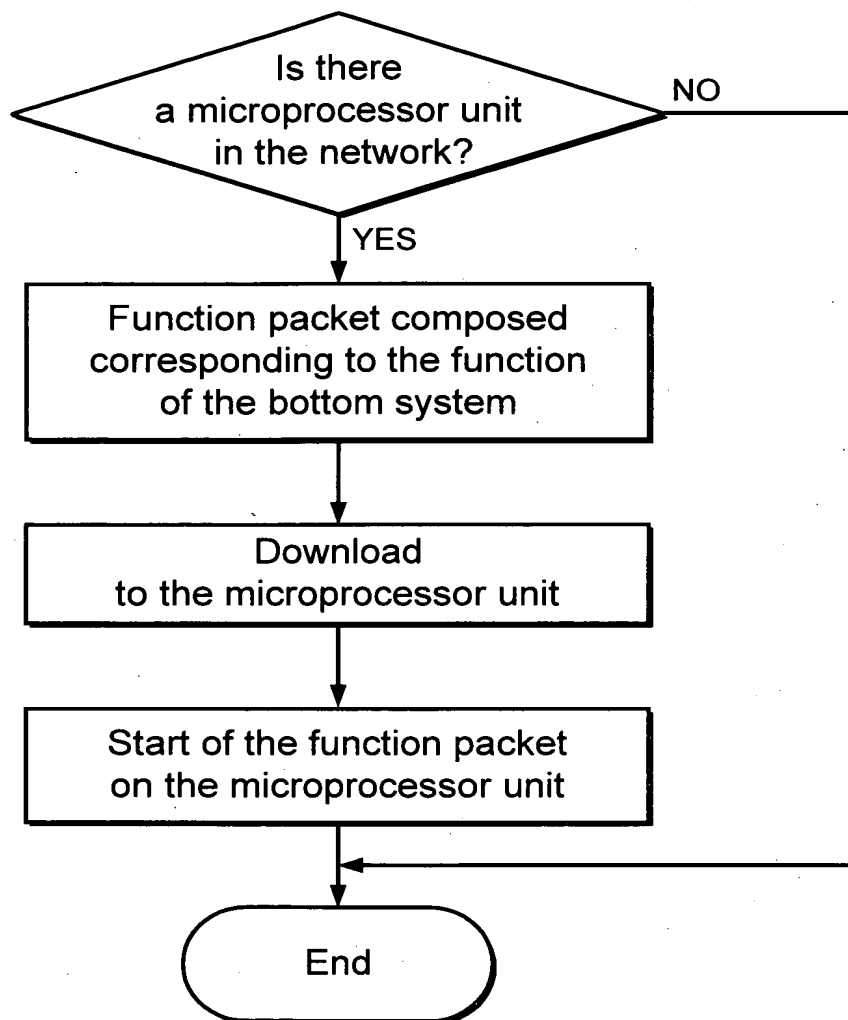 Is there
a microprocessor unit
in the network?
NO
YES
Function packet composed
corresponding to the function
of the bottom system
Download
to the microprocessor unit
Start of the function packet
on the microprocessor unit
End